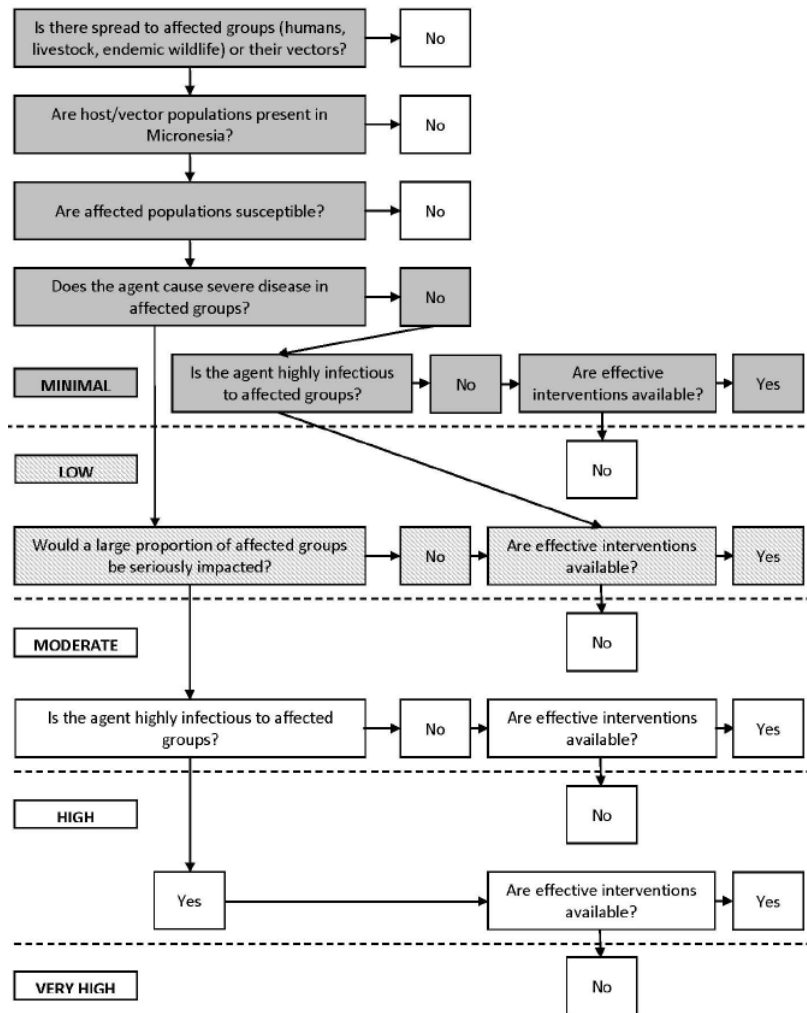 Is there spread to affected groups (humans,
livestock, endemic wildlife) or their vectors?
No
Are host/vector populations present in
Micronesia?
No
Are affected populations susceptible?
No
Does the agent cause severe disease in
affected groups?
No
MINIMAL
Is the agent highly infectious
to affected groups?
No
Are effective
interventions available?
Yes
LOW
No
Would a large proportion of affected groups
be seriously impacted?
No
Are effective interventions
available?
Yes
MODERATE
No
Is the agent highly infectious to affected
groups?
No
Are effective interventions
available?
Yes
HIGH
No
Yes
Are effective interventions
available?
Yes
VERY HIGH
No